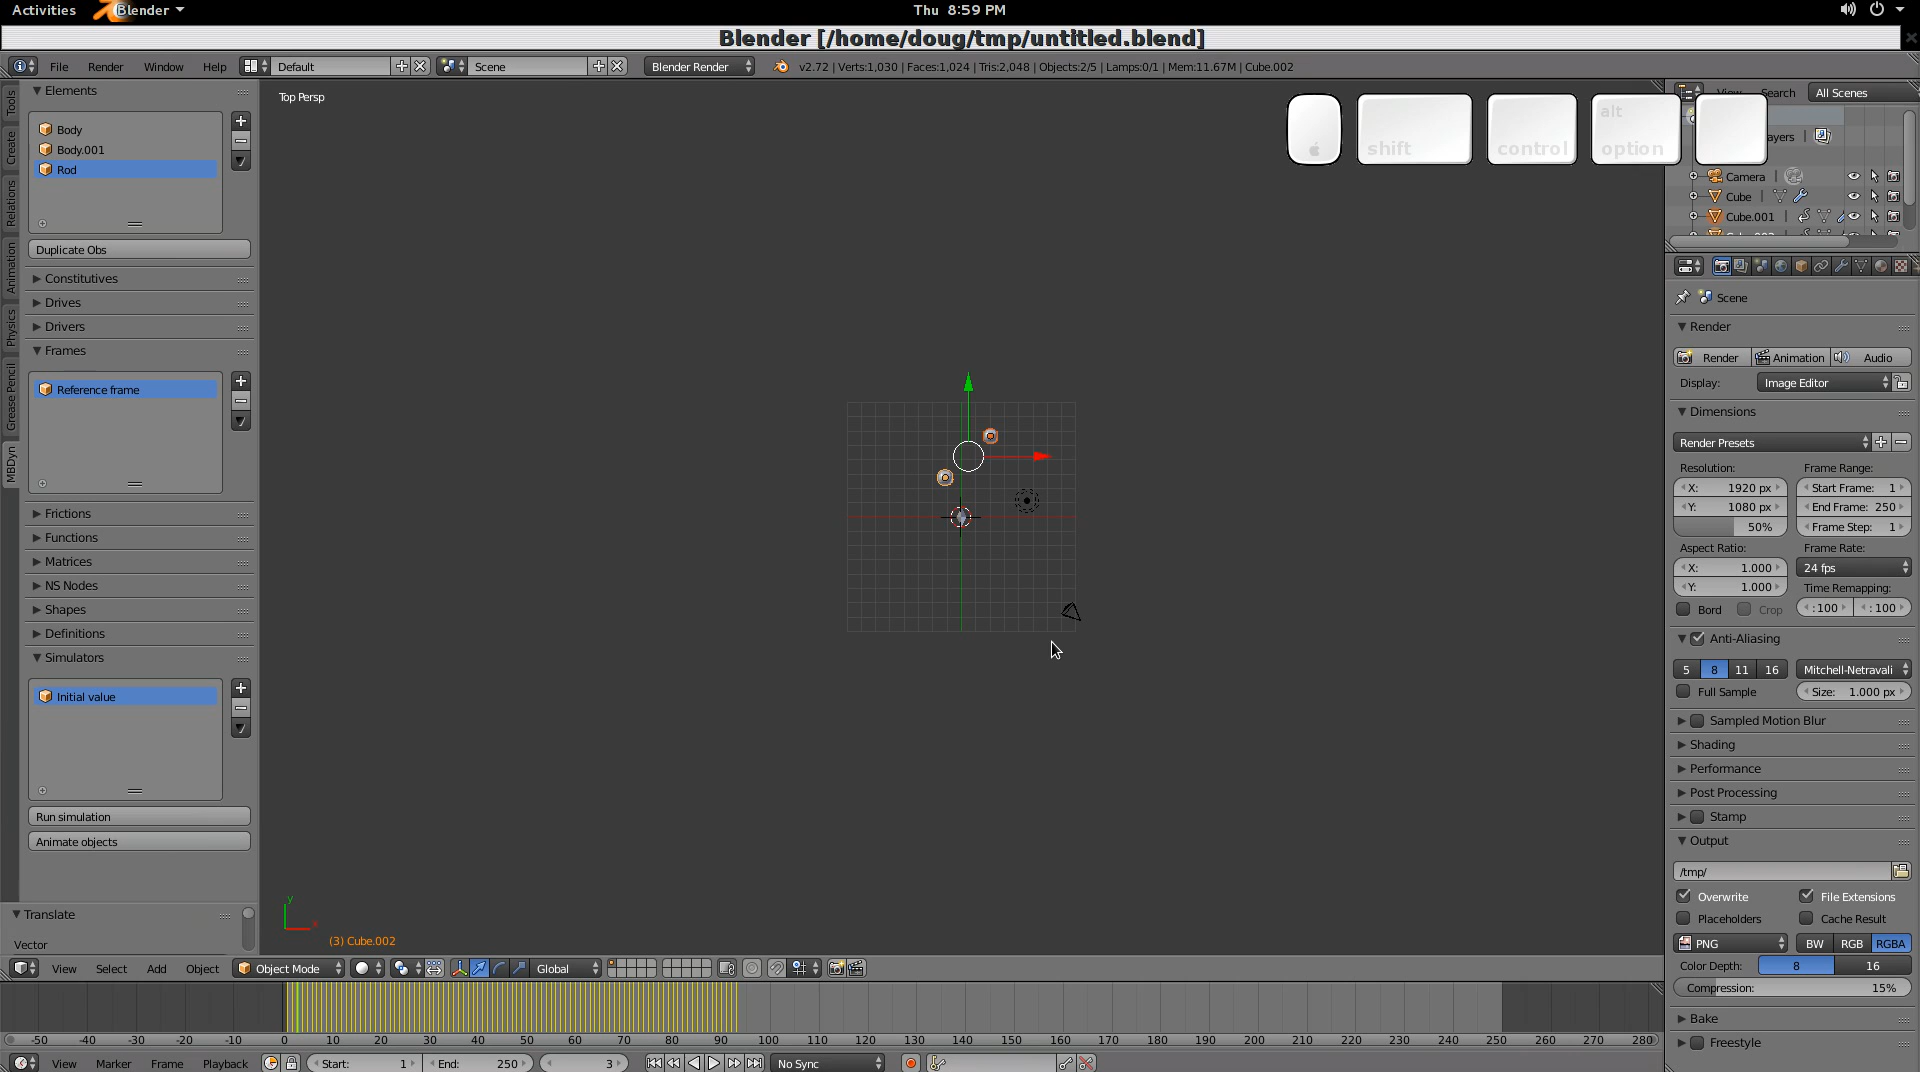 Activities Blender Thu 8:59 PM
Blender [/home/doug/tmp/untitled.blend]
File Render Window Help Default Scene Blender Render v2.72 | Verts:1,030 | Faces:1,024 | Tris:2,048 | Objects:2/5 | Lamps:0/1 | Mem:11.67M | Cube.002
Tools
Create
Relations
Animation
Physics
Grease Pencil
MBDyn
Elements
Body
Body.001
Rod
Duplicate Obs
Constitutives
Drives
Drivers
Frames
Reference frame
Frictions
Functions
Matrices
NS Nodes
Shapes
Definitions
Simulators
Initial value
Run simulation
Animate objects
Translate
Vector
Top Persp
shift
control
alt
option
y
x
(3) Cube.002
View Select Add Object Object Mode Global
-50 -40 -30 -20 -10 0 10 20 30 40 50 60 70 80 90 100 110 120 130 140 150 160 170 180 190 200 210 220 230 240 250 260 270 280
View Marker Frame Playback Start: 1 End: 250 3 No Sync
View Search All Scenes
ayers |
Camera |
Cube |
Cube.001 |
Scene
Render
Render Animation Audio
Display: Image Editor
Dimensions
Render Presets
Resolution: Frame Range:
X: 1920 px Start Frame: 1
Y: 1080 px End Frame: 250
50% Frame Step: 1
Aspect Ratio: Frame Rate:
X: 1.000 24 fps
Y: 1.000 Time Remapping:
Bord Crop :100 :100
Anti-Aliasing
5 8 11 16 Mitchell-Netravali
Full Sample Size: 1.000 px
Sampled Motion Blur
Shading
Performance
Post Processing
Stamp
Output
/tmp/
Overwrite File Extensions
Placeholders Cache Result
PNG BW RGB RGBA
Color Depth: 8 16
Compression: 15%
Bake
Freestyle